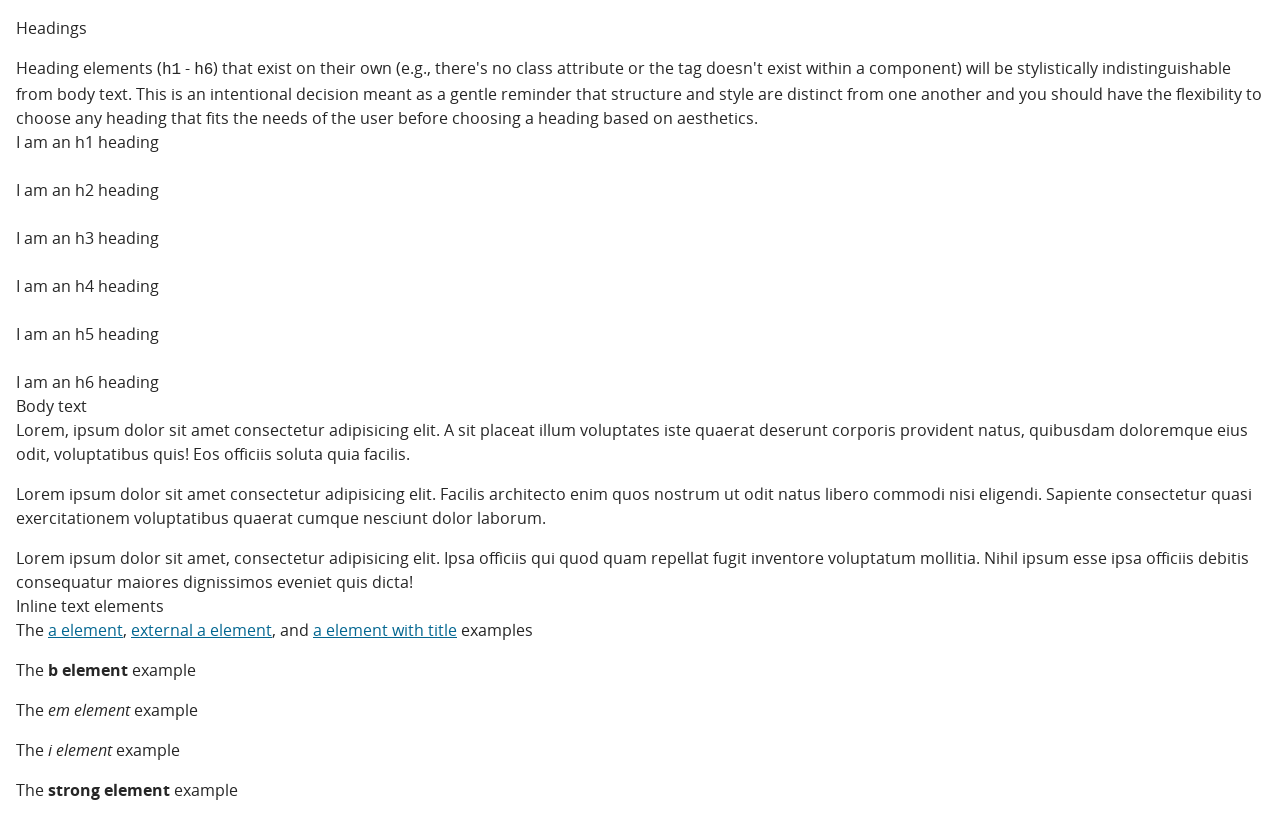 Headings
Heading elements (h1 - h6) that exist on their own (e.g., there's no class attribute or the tag doesn't exist within a component) will be stylistically indistinguishable
from body text. This is an intentional decision meant as a gentle reminder that structure and style are distinct from one another and you should have the flexibility to
choose any heading that fits the needs of the user before choosing a heading based on aesthetics.
I am an h1 heading
I am an h2 heading
I am an h3 heading
I am an h4 heading
I am an h5 heading
I am an h6 heading
Body text
Lorem, ipsum dolor sit amet consectetur adipisicing elit. A sit placeat illum voluptates iste quaerat deserunt corporis provident natus, quibusdam doloremque eius
odit, voluptatibus quis! Eos officiis soluta quia facilis.
Lorem ipsum dolor sit amet consectetur adipisicing elit. Facilis architecto enim quos nostrum ut odit natus libero commodi nisi eligendi. Sapiente consectetur quasi
exercitationem voluptatibus quaerat cumque nesciunt dolor laborum.
Lorem ipsum dolor sit amet, consectetur adipisicing elit. Ipsa officiis qui quod quam repellat fugit inventore voluptatum mollitia. Nihil ipsum esse ipsa officiis debitis
consequatur maiores dignissimos eveniet quis dicta!
Inline text elements
The a element, external a element, and a element with title examples
The b element example
The em element example
The i element example
The strong element example